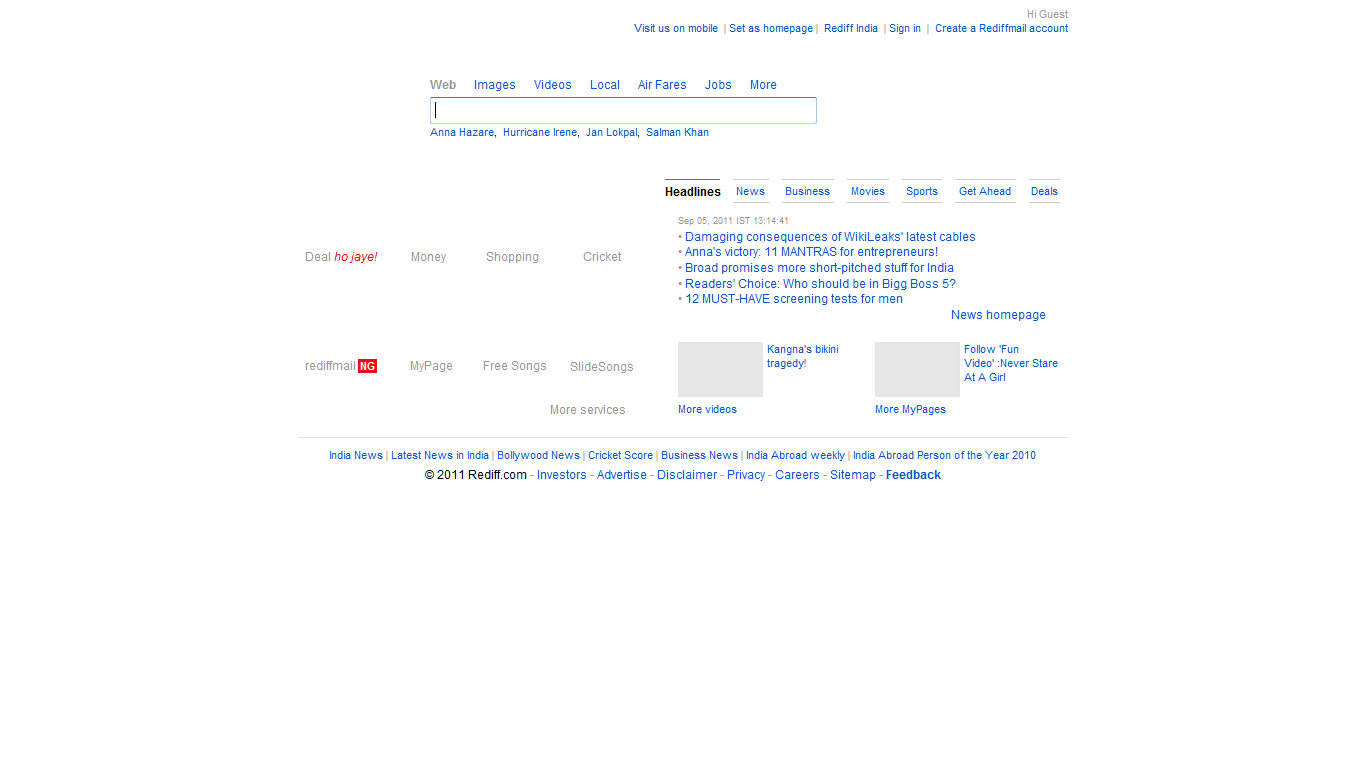 Hi Guest
Visit us on mobile | Set as homepage | Rediff India | Sign in | Create a Rediffmail account
Web Images Videos Local Air Fares Jobs More
Anna Hazare, Hurricane Irene, Jan Lokpal, Salman Khan
Headlines News Business Movies Sports Get Ahead Deals
Sep 05, 2011 IST 13:14:41
• Damaging consequences of WikiLeaks' latest cables
• Anna's victory: 11 MANTRAS for entrepreneurs!
• Broad promises more short-pitched stuff for India
• Readers' Choice: Who should be in Bigg Boss 5?
• 12 MUST-HAVE screening tests for men
News homepage
Deal ho jaye! Money Shopping Cricket
rediffmail NG MyPage Free Songs SlideSongs
More services
Kangna's bikini
tragedy!
More videos
Follow 'Fun
Video' :Never Stare
At A Girl
More MyPages
India News | Latest News in India | Bollywood News | Cricket Score | Business News | India Abroad weekly | India Abroad Person of the Year 2010
© 2011 Rediff.com - Investors - Advertise - Disclaimer - Privacy - Careers - Sitemap - Feedback